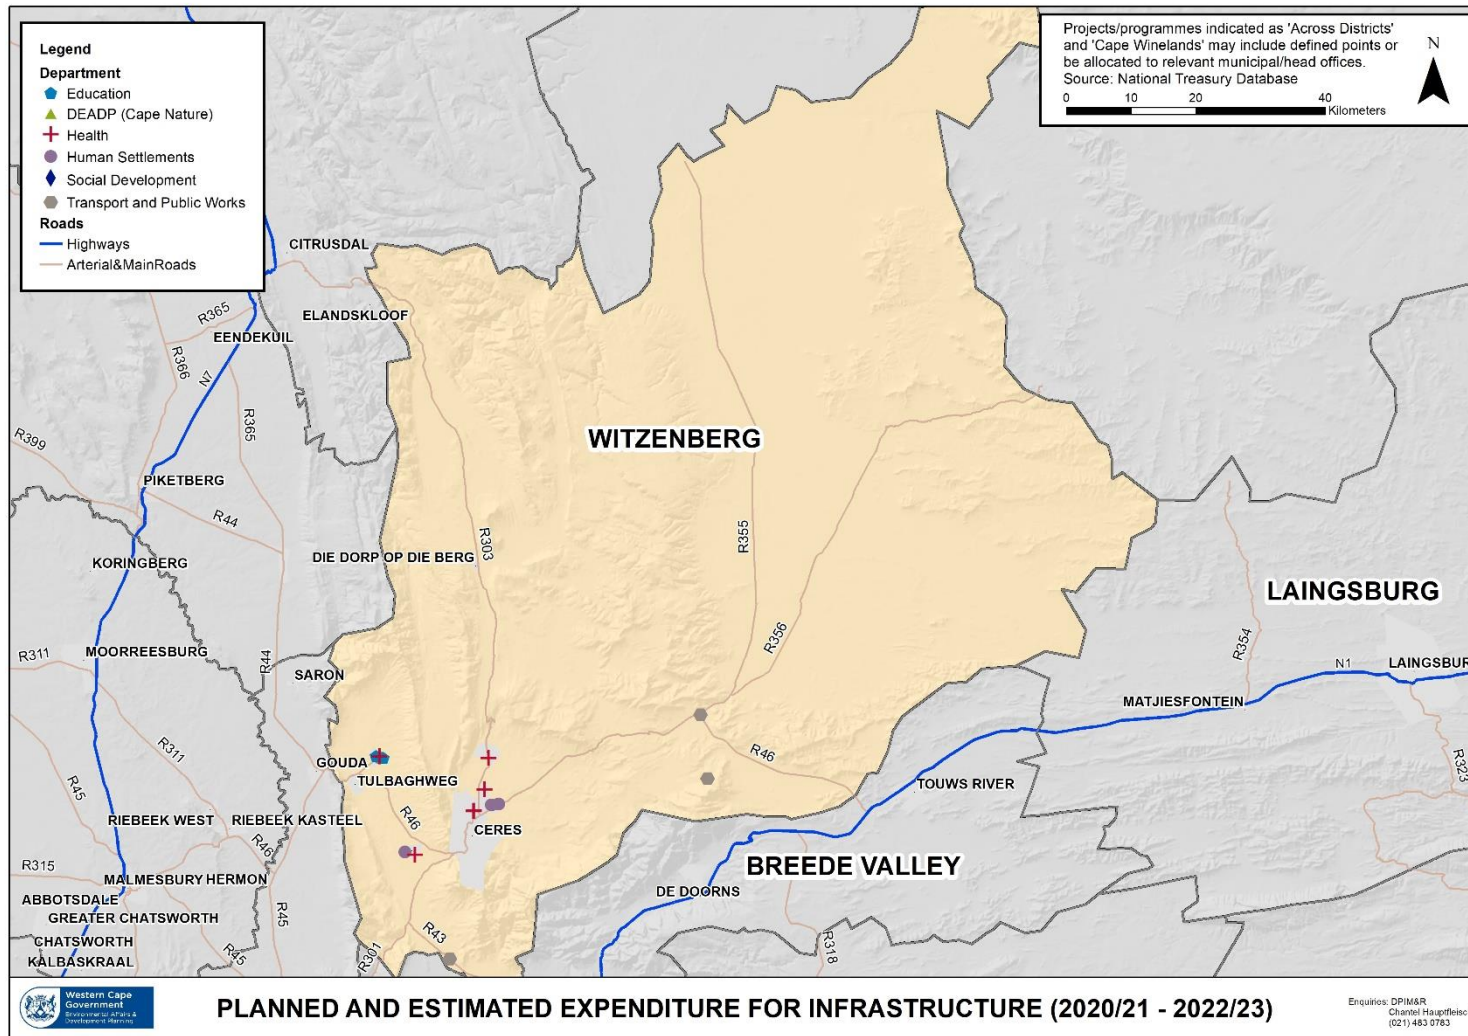 Legend
Department
Education
DEADP (Cape Nature)
Health
Human Settlements
Social Development
Transport and Public Works
Roads
Highways
Arterial&MainRoads
Projects/programmes indicated as 'Across Districts'
and 'Cape Winelands' may include defined points or
be allocated to relevant municipal/head offices.
Source: National Treasury Database
0 10 20 40
Kilometers
N
CITRUSDAL
ELANDSKLOOF
R365
EENDEKUIL
R366
N7
R365
R399
WITZENBERG
PIKETBERG
R44
R303
R355
DIE DORP OP DIE BERG
KORINGBERG
LAINGSBURG
R356
R354
MOORREESBURG
R311
R44
SARON
N1
LAINGSBUR
MATJIESFONTEIN
R311
GOUDA
TULBAGHWEG
R46
R323
TOUWS RIVER
R45
RIEBEEK WEST
RIEBEEK KASTEEL
R46
CERES
R46
R315
BREEDE VALLEY
MALMESBURY
HERMON
DE DOORNS
ABBOTSDALE
GREATER CHATSWORTH
R45
R43
CHATSWORTH
R45
R301
R318
KALBASKRAAL
Western Cape
Government
Environmental Affairs &
Development Planning
PLANNED AND ESTIMATED EXPENDITURE FOR INFRASTRUCTURE (2020/21 - 2022/23)
Enquiries: DPIM&R
Chantel Hauptfleisc
(021) 483 0783